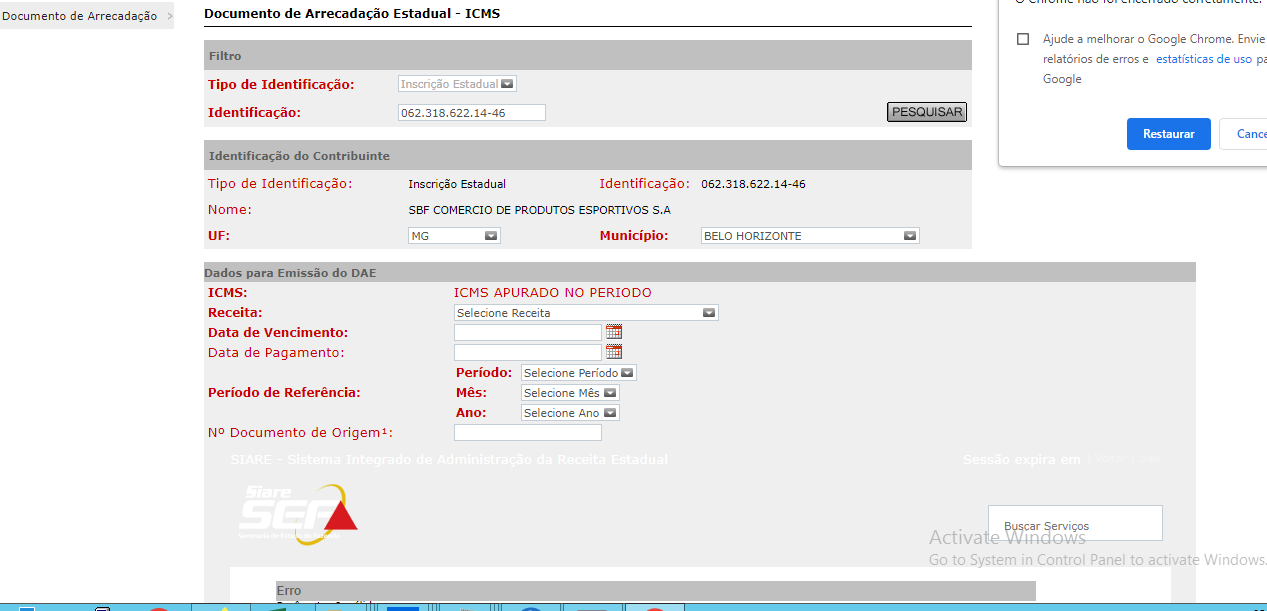 Documento de Arrecadação >
Documento de Arrecadação Estadual - ICMS
O Chrome não foi encerrado corretamente.
Ajude a melhorar o Google Chrome. Envie
relatórios de erros e estatísticas de uso pa
Google
Restaurar
Cance
Filtro
Tipo de Identificação: Inscrição Estadual
Identificação: 062.318.622.14-46 PESQUISAR
Identificação do Contribuinte
Tipo de Identificação: Inscrição Estadual Identificação: 062.318.622.14-46
Nome: SBF COMERCIO DE PRODUTOS ESPORTIVOS S.A
UF: MG Município: BELO HORIZONTE
Dados para Emissão do DAE
ICMS: ICMS APURADO NO PERIODO
Receita: Selecione Receita
Data de Vencimento:
Data de Pagamento:
Período: Selecione Período
Período de Referência: Mês: Selecione Mês
Ano: Selecione Ano
Nº Documento de Origem¹:
SIARE - Sistema Integrado de Administração da Receita Estadual Sessão expira em
Siare
SEF
Buscar Serviços
Activate Windows
Go to System in Control Panel to activate Windows.
Erro